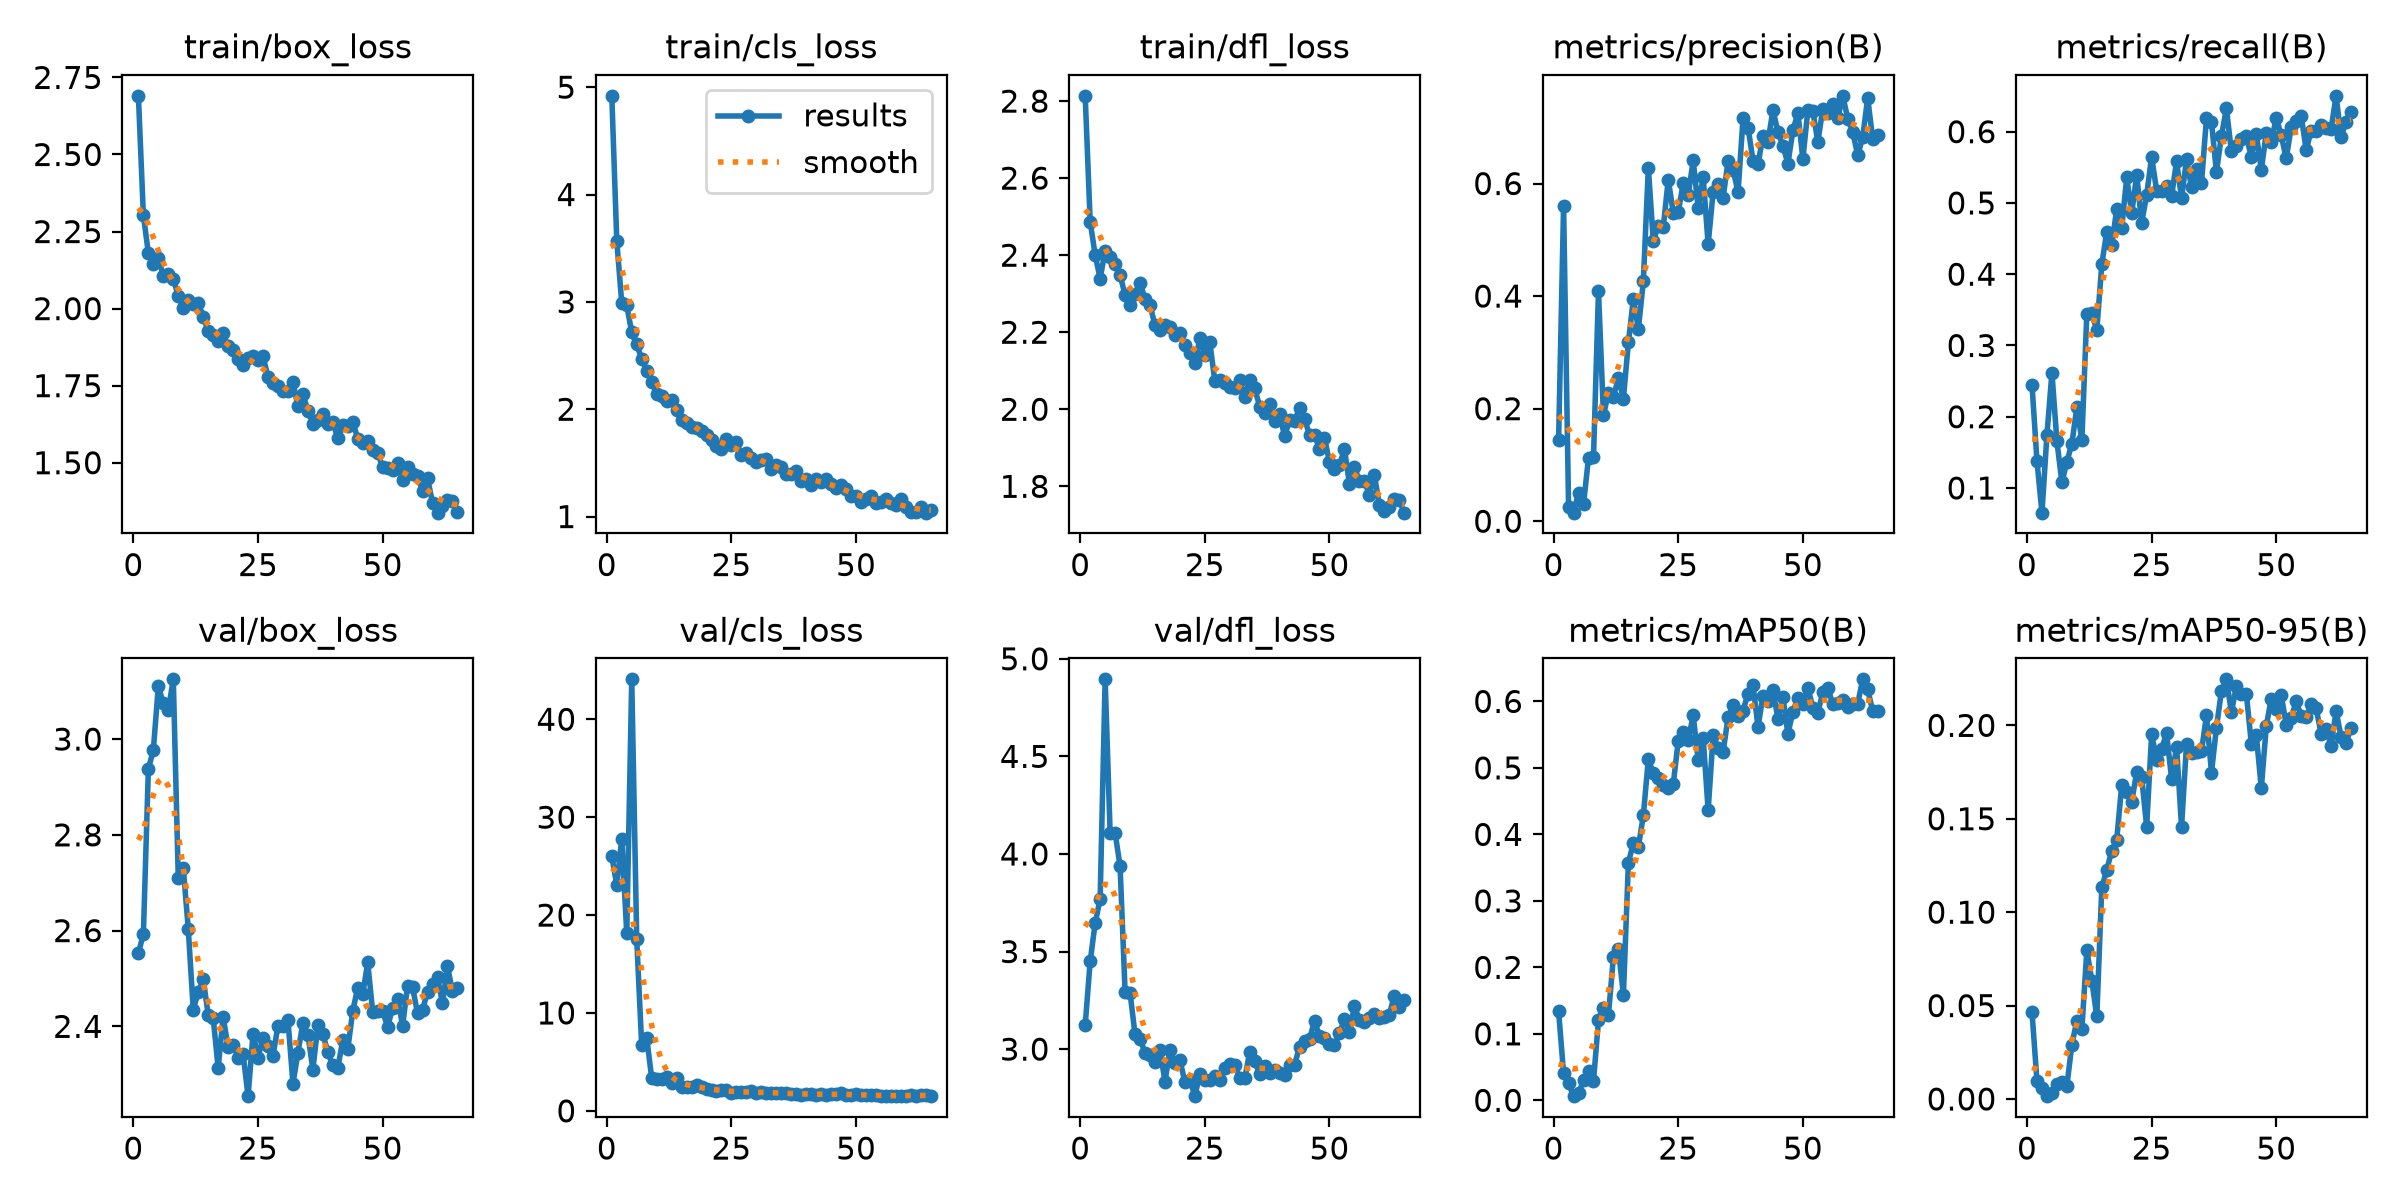 train/box_loss
2.75
2.50
2.25
2.00
1.75
1.50
0 25 50
train/cls_loss
results
smooth
5
4
3
2
1
0 25 50
train/dfl_loss
2.8
2.6
2.4
2.2
2.0
1.8
0 25 50
metrics/precision(B)
0.6
0.4
0.2
0.0
0 25 50
metrics/recall(B)
0.6
0.5
0.4
0.3
0.2
0.1
0 25 50
val/box_loss
3.0
2.8
2.6
2.4
0 25 50
val/cls_loss
40
30
20
10
0
0 25 50
val/dfl_loss
5.0
4.5
4.0
3.5
3.0
0 25 50
metrics/mAP50(B)
0.6
0.5
0.4
0.3
0.2
0.1
0.0
0 25 50
metrics/mAP50-95(B)
0.20
0.15
0.10
0.05
0.00
0 25 50